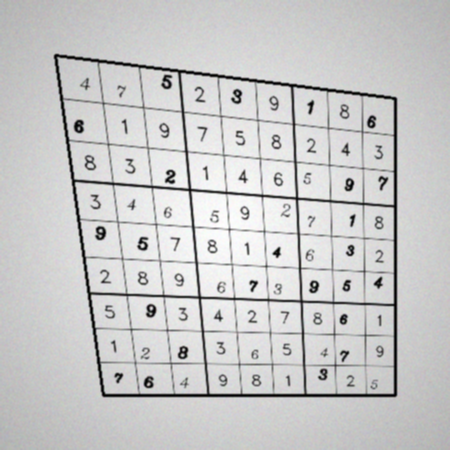 4 7 5 2 3 9 1 8 6
6 1 9 7 5 8 2 4 3
8 3 2 1 4 6 5 9 7
3 4 6 5 9 2 7 1 8
9 5 7 8 1 4 6 3 2
2 8 9 6 7 3 9 5 4
5 9 3 4 2 7 8 6 1
1 2 8 3 6 5 4 7 9
7 6 4 9 8 1 3 2 5